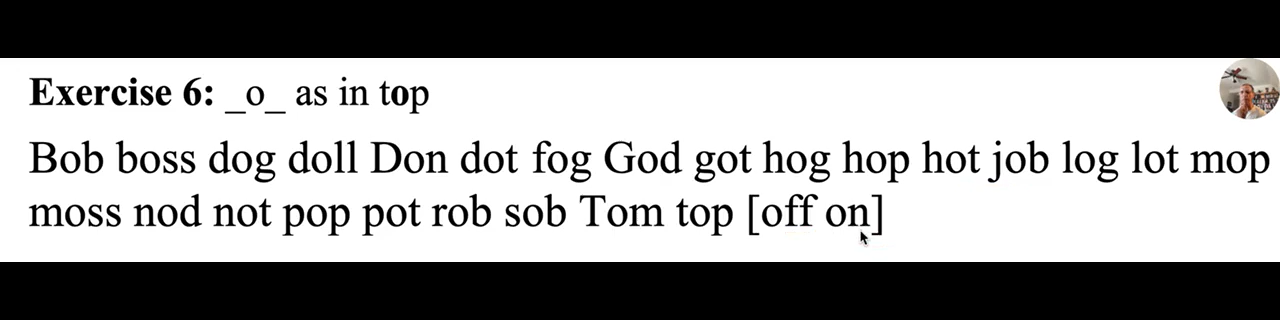 Exercise 6: _o_ as in top
Bob boss dog doll Don dot fog God got hog hop hot job log lot mop
moss nod not pop pot rob sob Tom top [off on]